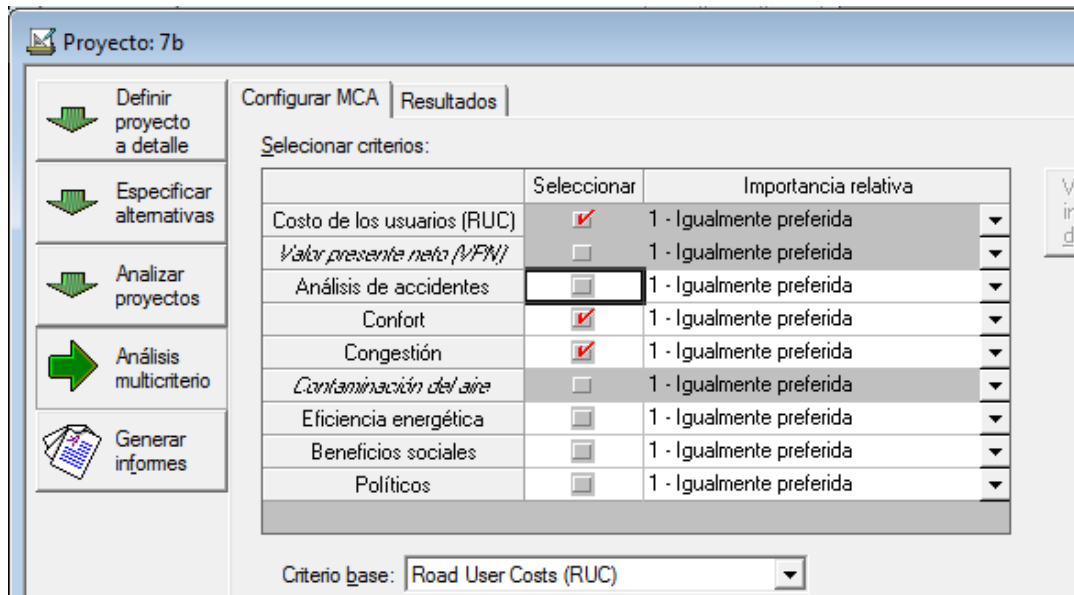 Proyecto: 7b
Definir
proyecto
a detalle
Especificar
alternativas
Analizar
proyectos
Análisis
multicriterio
Generar
informes
Configurar MCA
Resultados
Selecionar criterios:
Seleccionar Importancia relativa
Costo de los usuarios (RUC) 1 - Igualmente preferida
Valor presente neto (VPN) 1 - Igualmente preferida
Análisis de accidentes 1 - Igualmente preferida
Confort 1 - Igualmente preferida
Congestión 1 - Igualmente preferida
Contaminación del aire 1 - Igualmente preferida
Eficiencia energética 1 - Igualmente preferida
Beneficios sociales 1 - Igualmente preferida
Políticos 1 - Igualmente preferida
Criterio base: Road User Costs (RUC)